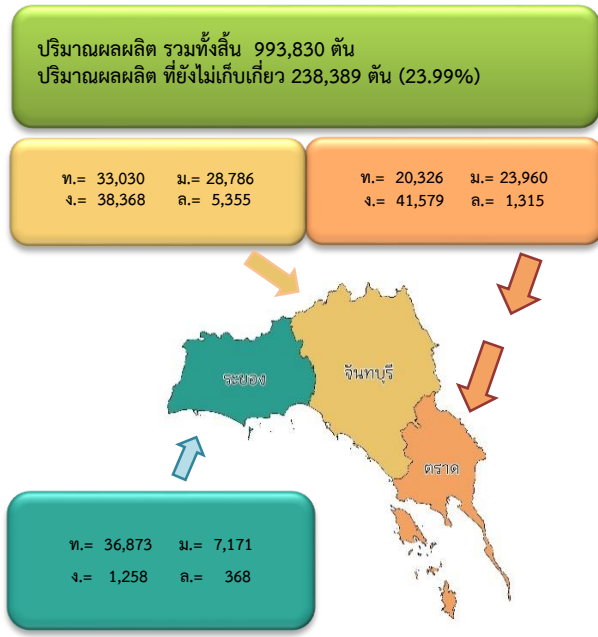 ปริมาณผลผลิต รวมทั้งสิ้น 993,830 ตัน
ปริมาณผลผลิต ที่ยังไม่เก็บเกี่ยว 238,389 ตัน (23.99%)
ท.= 33,030 ม.= 28,786
ง.= 38,368 ล.= 5,355
ท.= 20,326 ม.= 23,960
ง.= 41,579 ล.= 1,315
ระยอง
จันทบุรี
ตราด
ท.= 36,873 ม.= 7,171
ง.= 1,258 ล.= 368